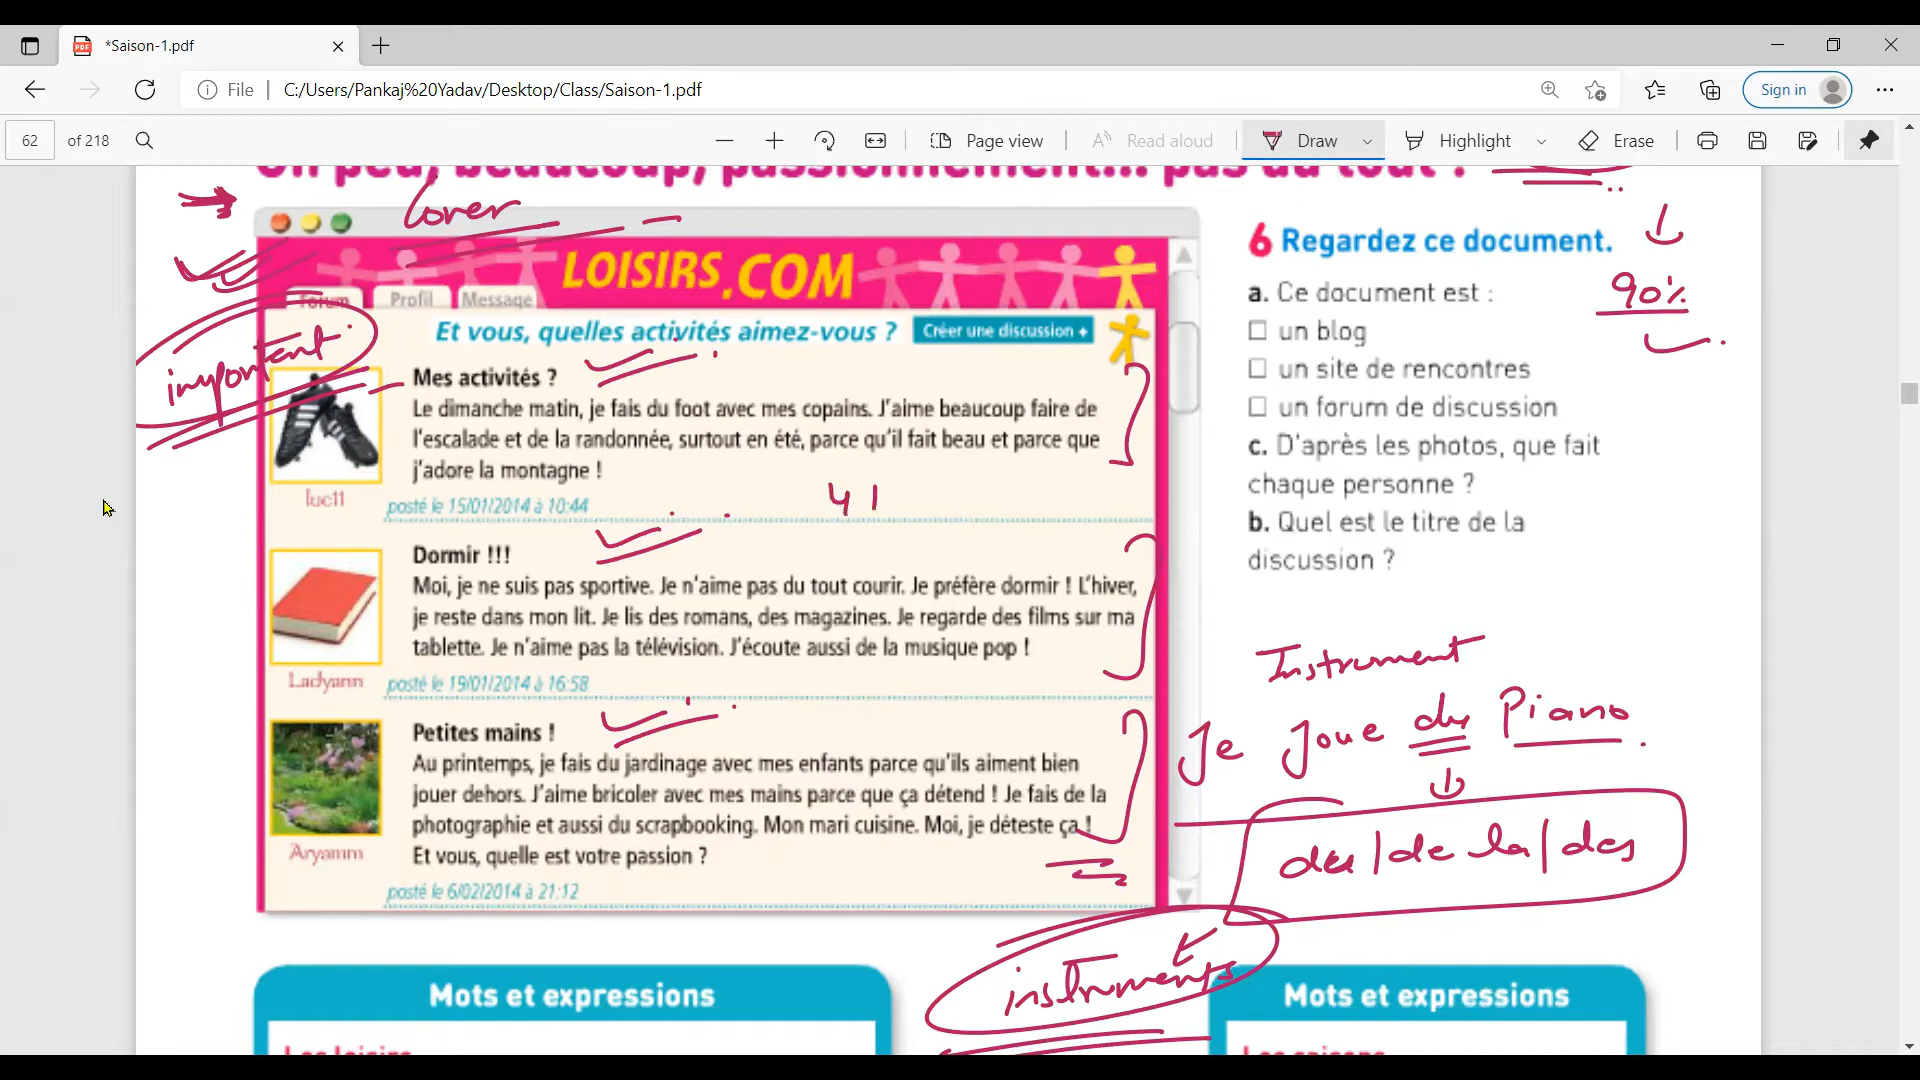 *Saison-1.pdf
File C:/Users/Pankaj%20Yadav/Desktop/Class/Saison-1.pdf
Sign in
62 of 218
Page view
Read aloud
Draw
Highlight
Erase
Un peu, beaucoup, passionnément... pas du tout !
LOISIRS.COM
Forum Profil Message
Et vous, quelles activités aimez-vous ? Créer une discussion +
important
Mes activités ?
Le dimanche matin, je fais du foot avec mes copains. J'aime beaucoup faire de
l'escalade et de la randonnée, surtout en été, parce qu'il fait beau et parce que
j'adore la montagne !
luc11
posté le 15/01/2014 à 10:44
41
Dormir !!!
Moi, je ne suis pas sportive. Je n'aime pas du tout courir. Je préfère dormir ! L'hiver,
je reste dans mon lit. Je lis des romans, des magazines. Je regarde des films sur ma
tablette. Je n'aime pas la télévision. J'écoute aussi de la musique pop !
Ladyann
posté le 19/01/2014 à 16:58
Petites mains !
Au printemps, je fais du jardinage avec mes enfants parce qu'ils aiment bien
jouer dehors. J'aime bricoler avec mes mains parce que ça détend ! Je fais de la
photographie et aussi du scrapbooking. Mon mari cuisine. Moi, je déteste ça !
Et vous, quelle est votre passion ?
Aryamm
posté le 6/02/2014 à 21:12
6 Regardez ce document.
90%
a. Ce document est :
un blog
un site de rencontres
un forum de discussion
c. D'après les photos, que fait
chaque personne ?
b. Quel est le titre de la
discussion ?
Instrument
Je Joue du Piano
du/de la/des
instruments
Mots et expressions
Les loisirs
Mots et expressions
Les saisons